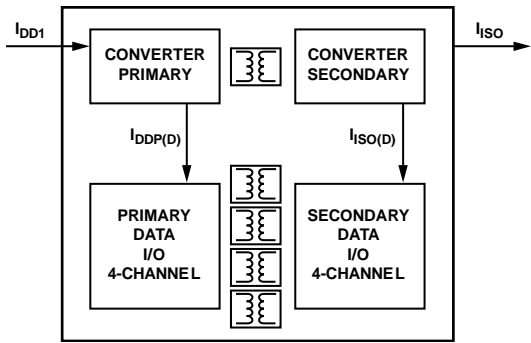 I_DD1
I_ISO
CONVERTER
PRIMARY
CONVERTER
SECONDARY
I_DDP(D)
I_ISO(D)
PRIMARY
DATA
I/O
4-CHANNEL
SECONDARY
DATA
I/O
4-CHANNEL